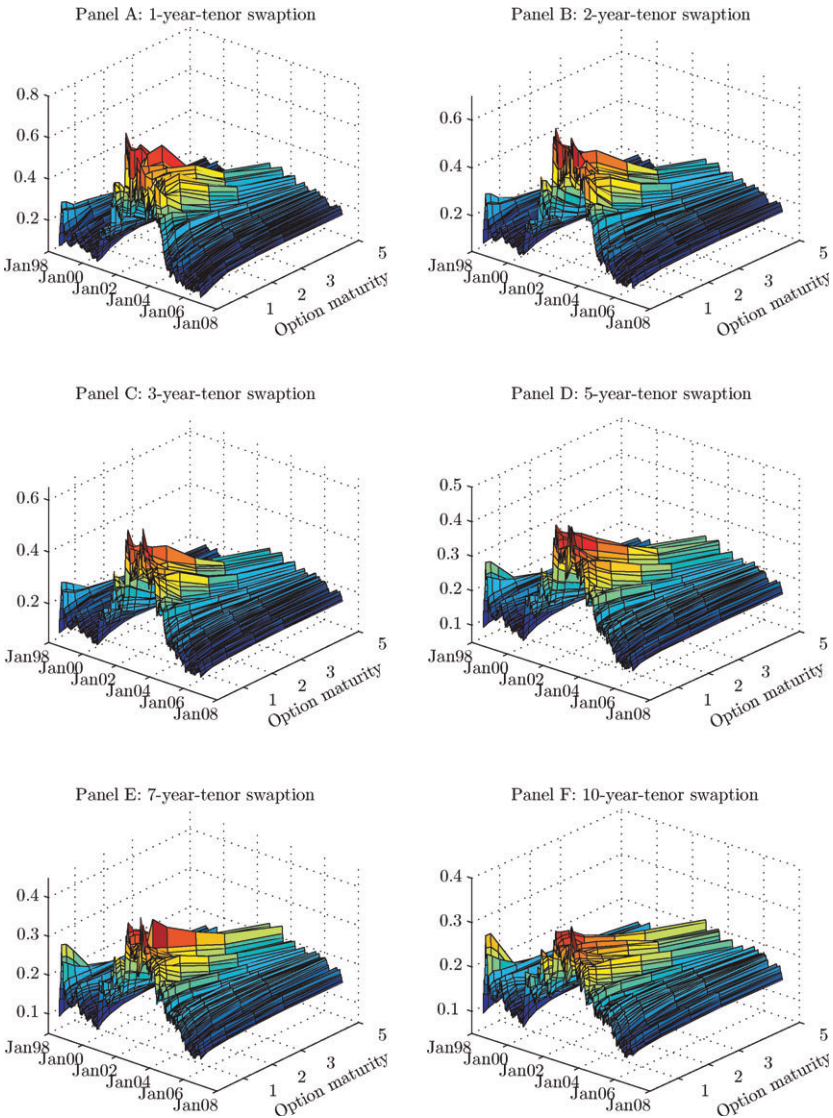 Panel A: 1-year-tenor swaption
0.8
0.6
0.4
0.2
Jan98
Jan00
Jan02
Jan04
Jan06
Jan08
1
2
3
5
Option maturity
Panel B: 2-year-tenor swaption
0.6
0.4
0.2
Jan98
Jan00
Jan02
Jan04
Jan06
Jan08
1
2
3
5
Option maturity
Panel C: 3-year-tenor swaption
0.6
0.4
0.2
Jan98
Jan00
Jan02
Jan04
Jan06
Jan08
1
2
3
5
Option maturity
Panel D: 5-year-tenor swaption
0.5
0.4
0.3
0.2
0.1
Jan98
Jan00
Jan02
Jan04
Jan06
Jan08
1
2
3
5
Option maturity
Panel E: 7-year-tenor swaption
0.4
0.3
0.2
0.1
Jan98
Jan00
Jan02
Jan04
Jan06
Jan08
1
2
3
5
Option maturity
Panel F: 10-year-tenor swaption
0.4
0.3
0.2
0.1
Jan98
Jan00
Jan02
Jan04
Jan06
Jan08
1
2
3
5
Option maturity